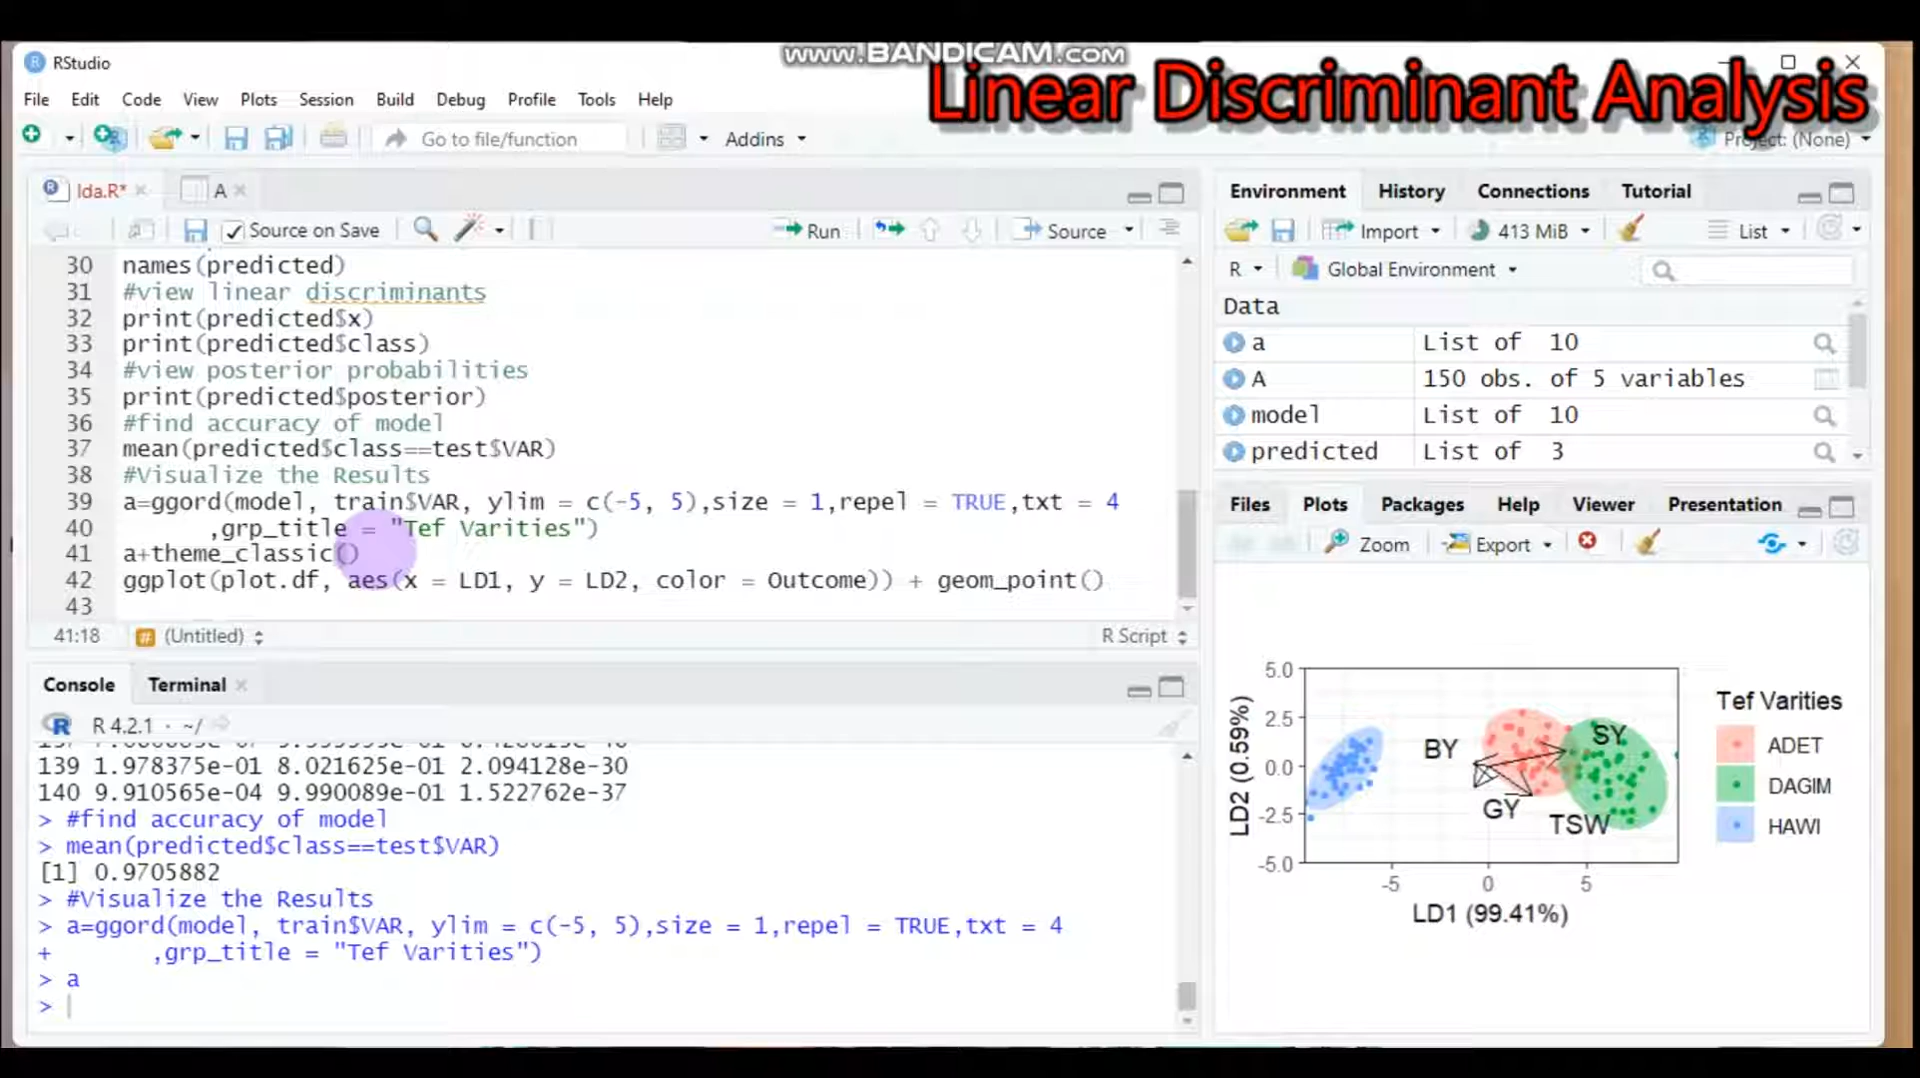 www.BANDICAM.com
RStudio
Linear Discriminant Analysis
File Edit Code View Plots Session Build Debug Profile Tools Help
Go to file/function Addins Project: (None)
lda.R* A
Source on Save Run Source
30 names(predicted)
31 #view linear discriminants
32 print(predicted$x)
33 print(predicted$class)
34 #view posterior probabilities
35 print(predicted$posterior)
36 #find accuracy of model
37 mean(predicted$class==test$VAR)
38 #Visualize the Results
39 a=ggord(model, train$VAR, ylim = c(-5, 5),size = 1,repel = TRUE,txt = 4
40 ,grp_title = "Tef Varities")
41 a+theme_classic()
42 ggplot(plot.df, aes(x = LD1, y = LD2, color = Outcome)) + geom_point()
43
41:18 (Untitled) R Script
Console Terminal
R 4.2.1 · ~/
139 1.978375e-01 8.021625e-01 2.094128e-30
140 9.910565e-04 9.990089e-01 1.522762e-37
> #find accuracy of model
> mean(predicted$class==test$VAR)
[1] 0.9705882
> #Visualize the Results
> a=ggord(model, train$VAR, ylim = c(-5, 5),size = 1,repel = TRUE,txt = 4
+ ,grp_title = "Tef Varities")
> a
>
Environment History Connections Tutorial
Import 413 MiB List
R Global Environment
Data
a List of 10
A 150 obs. of 5 variables
model List of 10
predicted List of 3
Files Plots Packages Help Viewer Presentation
Zoom Export
5.0
2.5
0.0
-2.5
-5.0
LD2 (0.59%)
BY
SY
GY
TSW
-5 0 5
LD1 (99.41%)
Tef Varities
ADET
DAGIM
HAWI